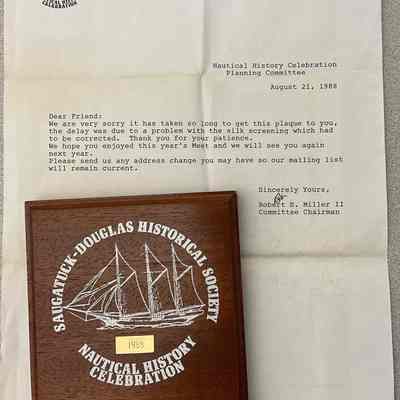 HISTORY
CELEBRATION
Nautical History Celebration
Planning Committee
August 21, 1988
Dear Friend:
We are very sorry it has taken so long to get this plaque to you,
the delay was due to a problem with the silk screening which had
to be corrected. Thank you for your patience.
We hope you enjoyed this year's Meet and we will see you again
next year.
Please send us any address change you may have so our mailing list
will remain current.
Sincerely Yours,
Robert Miller II
Committee Chairman
SAUGATUCK-DOUGLAS HISTORICAL SOCIETY
1988
NAUTICAL HISTORY
CELEBRATION